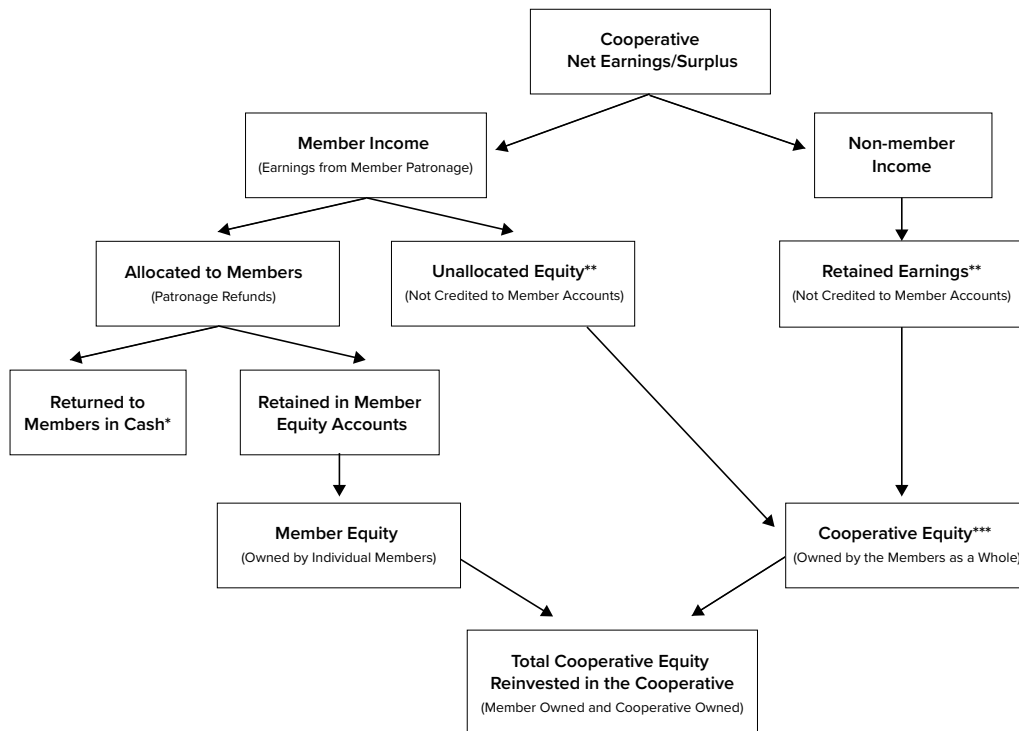 Cooperative
Net Earnings/Surplus
Member Income
(Earnings from Member Patronage)
Non-member
Income
Allocated to Members
(Patronage Refunds)
Unallocated Equity**
(Not Credited to Member Accounts)
Retained Earnings**
(Not Credited to Member Accounts)
Returned to
Members in Cash*
Retained in Member
Equity Accounts
Member Equity
(Owned by Individual Members)
Cooperative Equity***
(Owned by the Members as a Whole)
Total Cooperative Equity
Reinvested in the Cooperative
(Member Owned and Cooperative Owned)